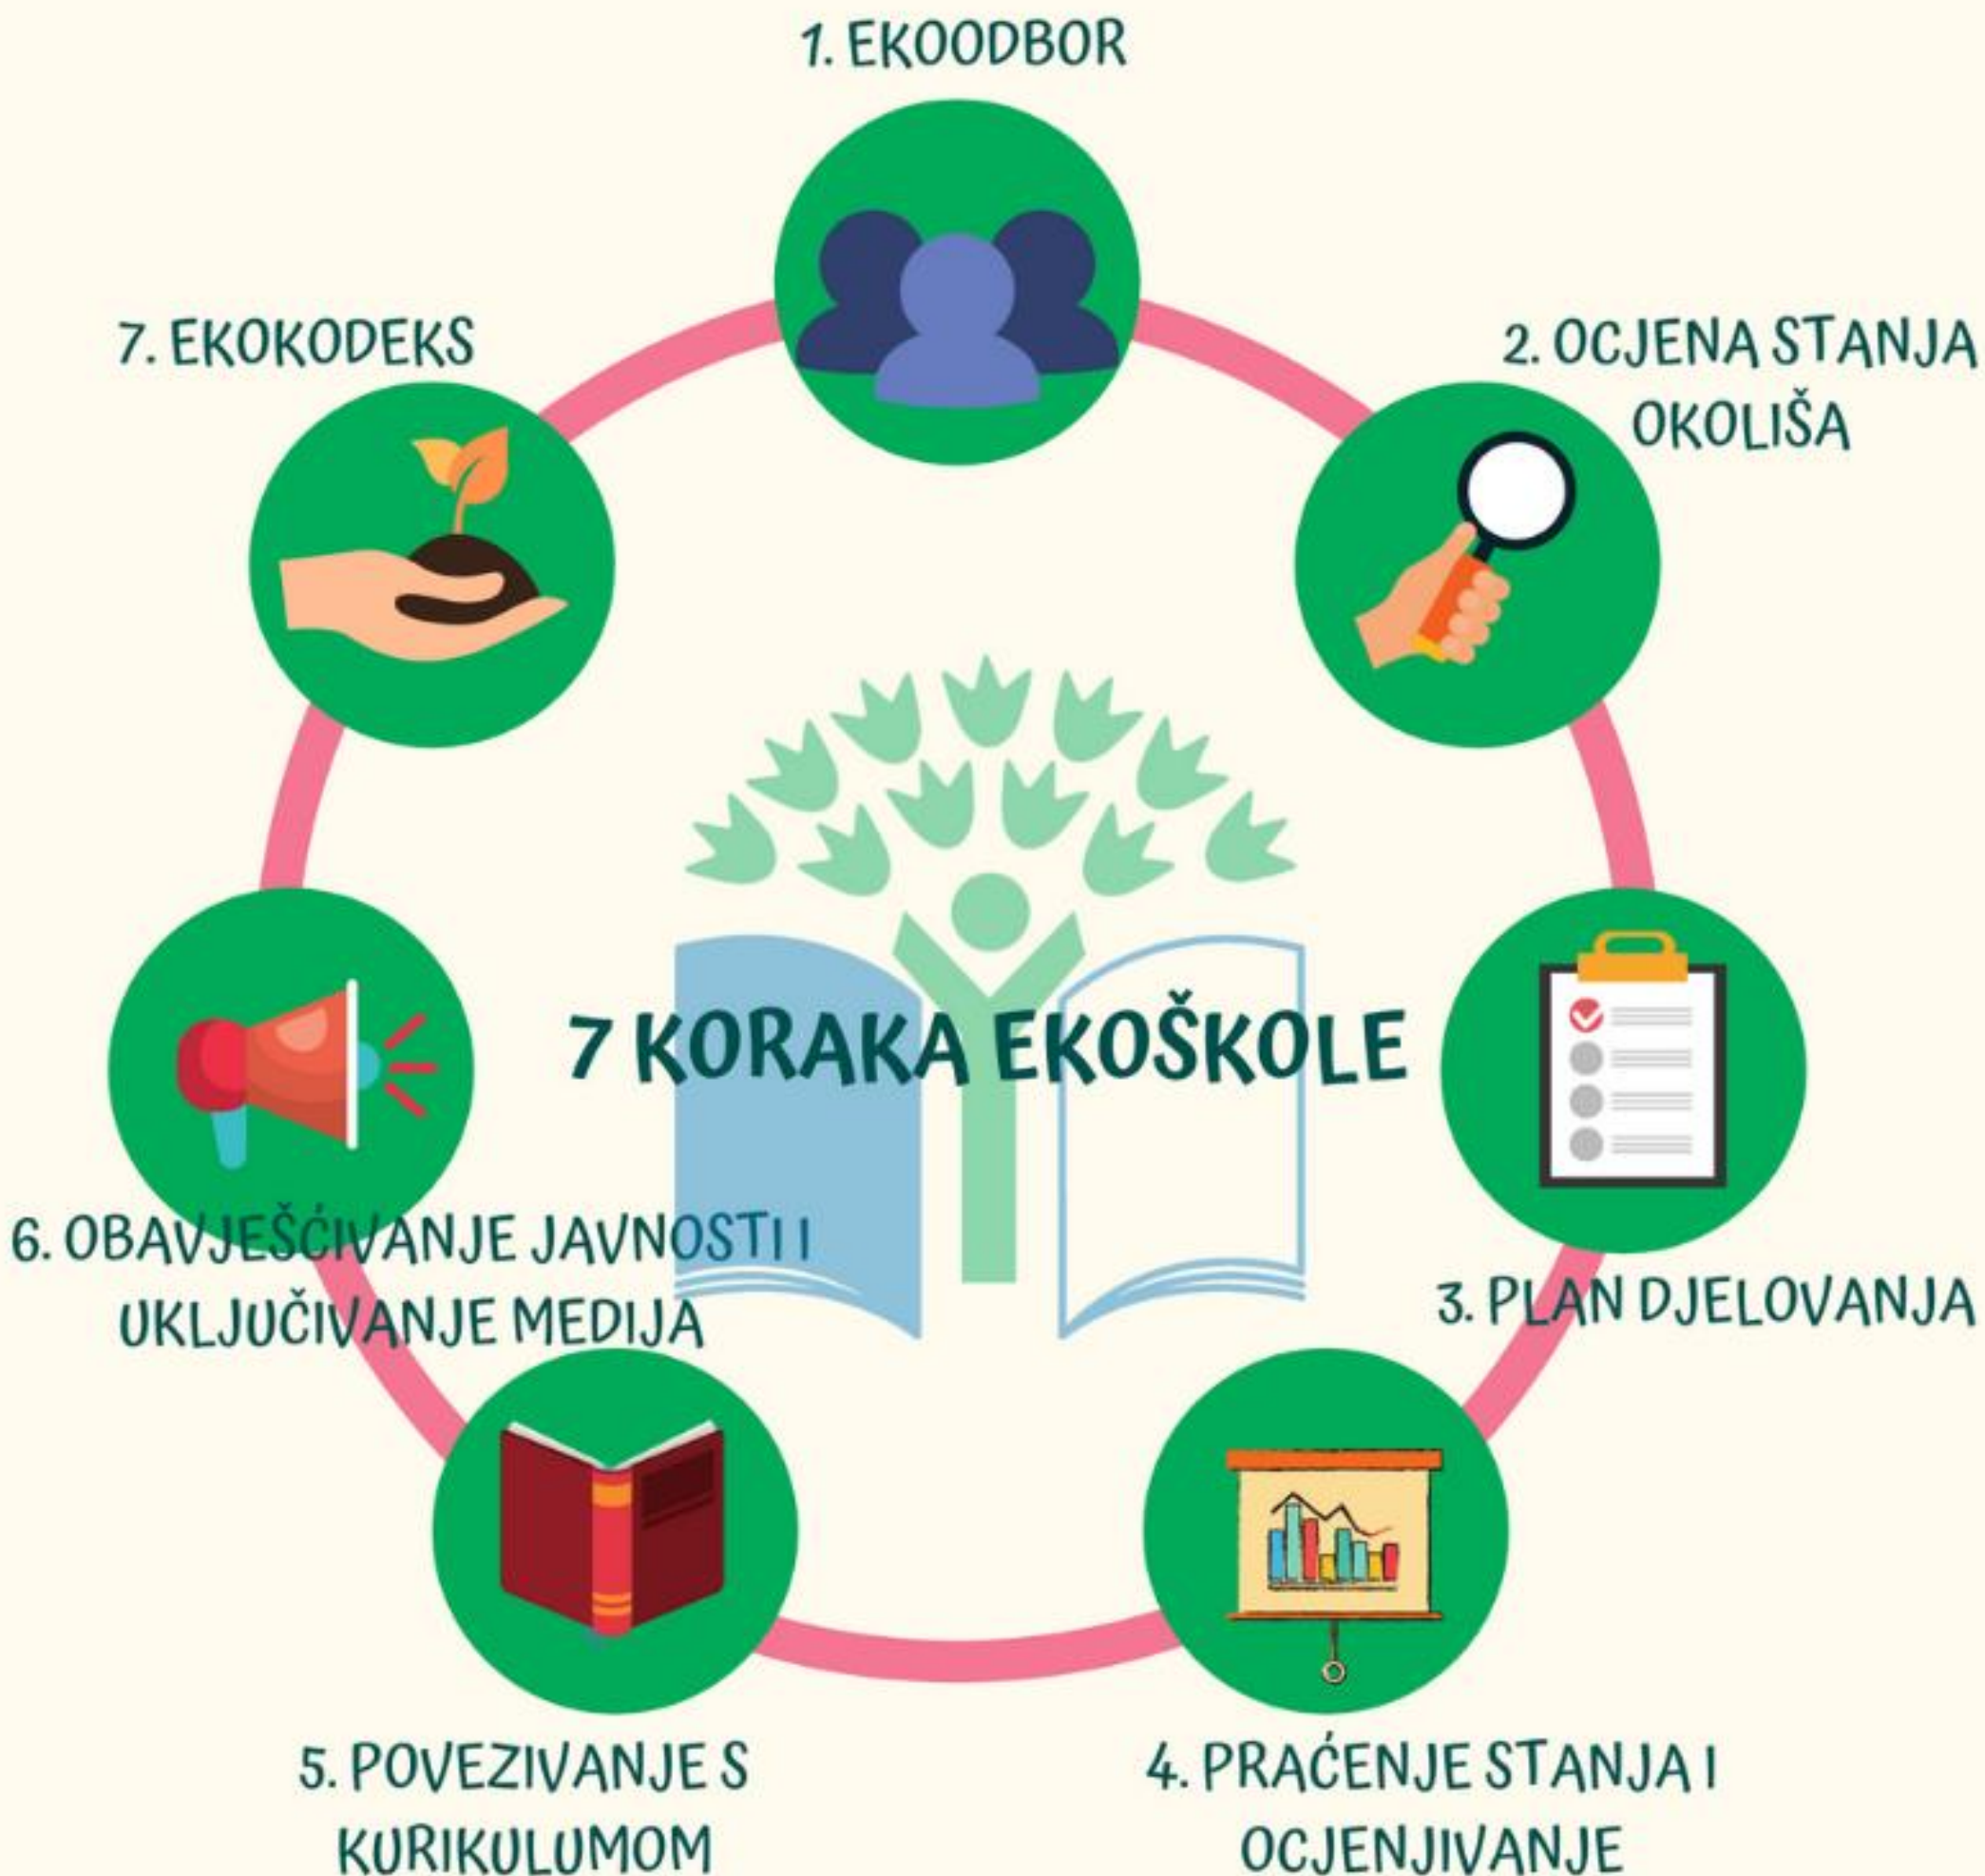 1. EKOODBOR
2. OCJENA STANJA
OKOLIŠA
3. PLAN DJELOVANJA
4. PRAĆENJE STANJA I
OCJENJIVANJE
5. POVEZIVANJE S
KURIKULUMOM
6. OBAVJEŠĆIVANJE JAVNOSTI I
UKLJUČIVANJE MEDIJA
7. EKOKODEKS
7 KORAKA EKOŠKOLE